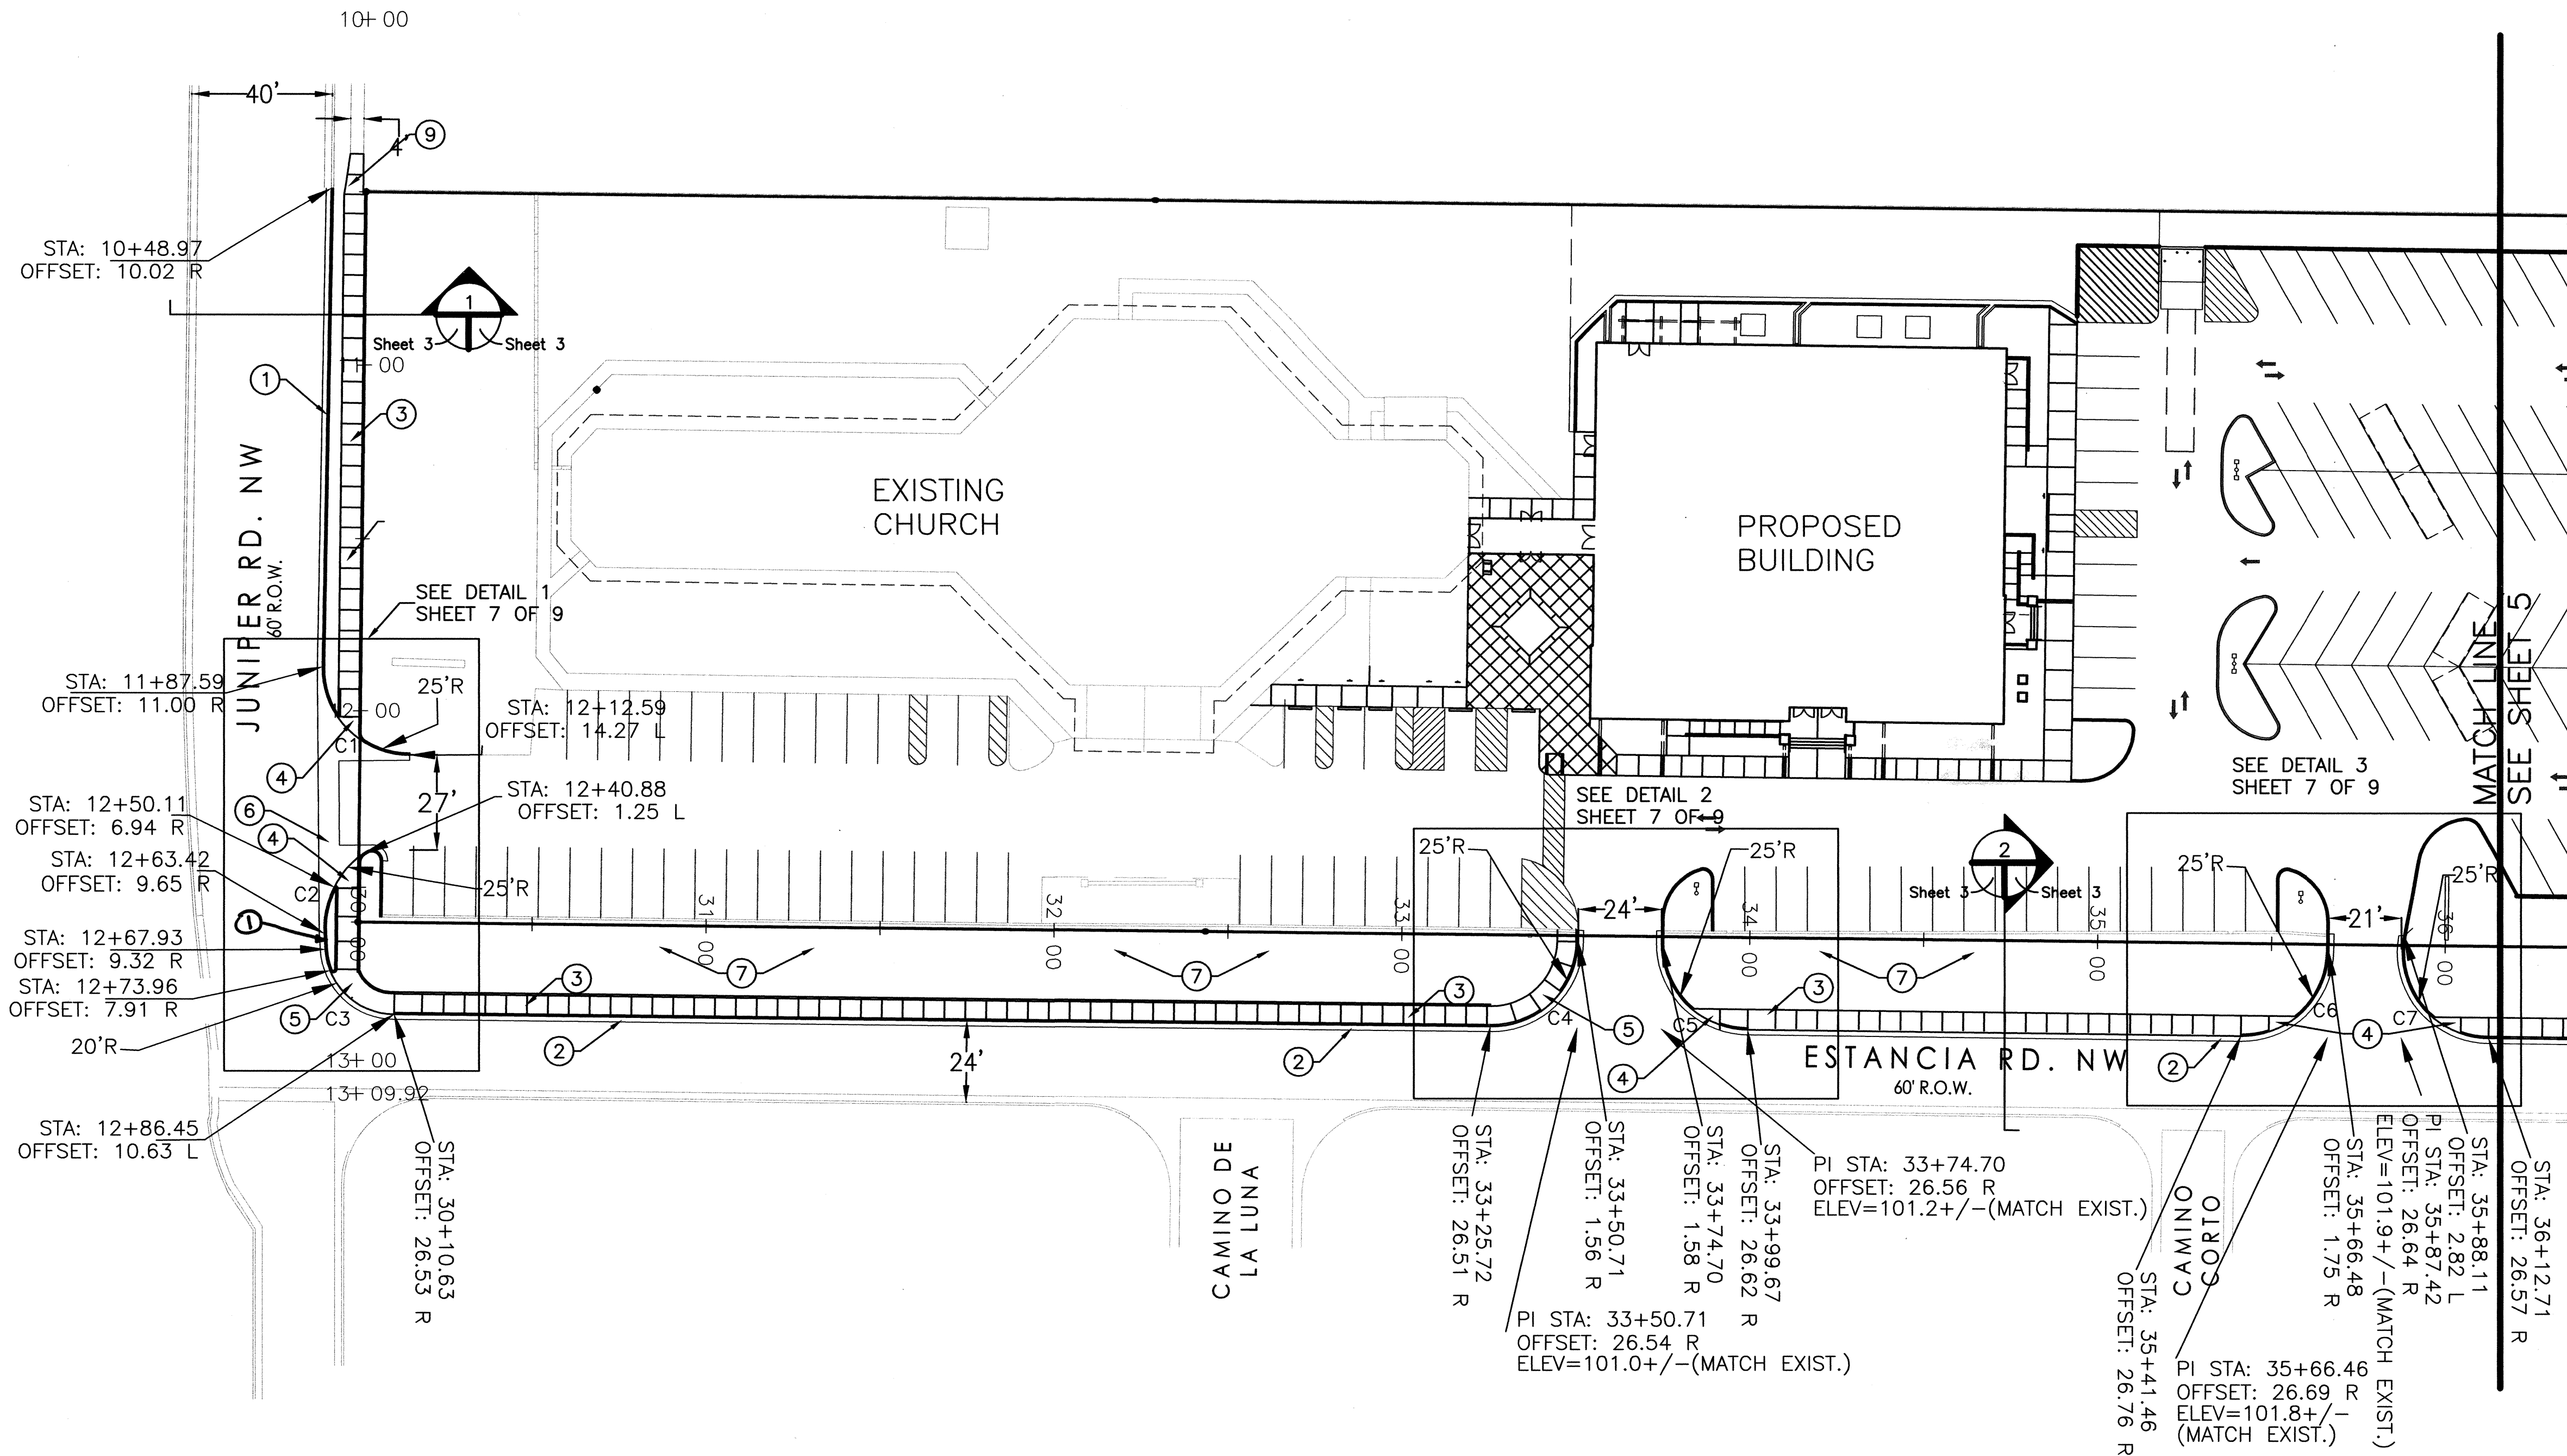 10+ 00
40'
4
9
STA: 10+48.97
OFFSET: 10.02 R
1
Sheet 3
Sheet 3
11+ 00
1
3
JUNIPER RD. NW
60' R.O.W.
EXISTING
CHURCH
PROPOSED
BUILDING
SEE DETAIL 1
SHEET 7 OF 9
STA: 11+87.59
OFFSET: 11.00 R
25'R
12+ 00
STA: 12+12.59
OFFSET: 14.27 L
C1
4
27'
STA: 12+40.88
OFFSET: 1.25 L
STA: 12+50.11
OFFSET: 6.94 R
6
4
STA: 12+63.42
OFFSET: 9.65 R
C2
25'R
1
STA: 12+67.93
OFFSET: 9.32 R
STA: 12+73.96
OFFSET: 7.91 R
5
C3
20'R
13+ 00
13+ 09.92
STA: 12+86.45
OFFSET: 10.63 L
30+ 00
31+ 00
32+ 00
33+ 00
34+ 00
35+ 00
36+ 00
7
7
7
3
3
3
2
2
2
24'
SEE DETAIL 2
SHEET 7 OF 9
25'R
24'
25'R
C4
5
C5
4
2
Sheet 3
Sheet 3
SEE DETAIL 3
SHEET 7 OF 9
MATCH LINE
SEE SHEET 5
25'R
21'
25'R
C6
4
C7
ESTANCIA RD. NW
60' R.O.W.
STA: 30+10.63
OFFSET: 26.53 R
CAMINO DE
LA LUNA
STA: 33+25.72
OFFSET: 26.51 R
STA: 33+50.71
OFFSET: 1.56 R
STA: 33+74.70
OFFSET: 1.58 R
STA: 33+99.67
OFFSET: 26.62 R
PI STA: 33+74.70
OFFSET: 26.56 R
ELEV=101.2+/-(MATCH EXIST.)
PI STA: 33+50.71
OFFSET: 26.54 R
ELEV=101.0+/-(MATCH EXIST.)
CAMINO
CORTO
STA: 35+41.46
OFFSET: 26.76 R
PI STA: 35+66.46
OFFSET: 26.69 R
ELEV=101.8+/-
(MATCH EXIST.)
STA: 35+66.48
OFFSET: 1.75 R
PI STA: 35+87.42
OFFSET: 26.64 R
ELEV=101.9+/-(MATCH EXIST.)
STA: 35+88.11
OFFSET: 2.82 L
STA: 36+12.71
OFFSET: 26.57 R